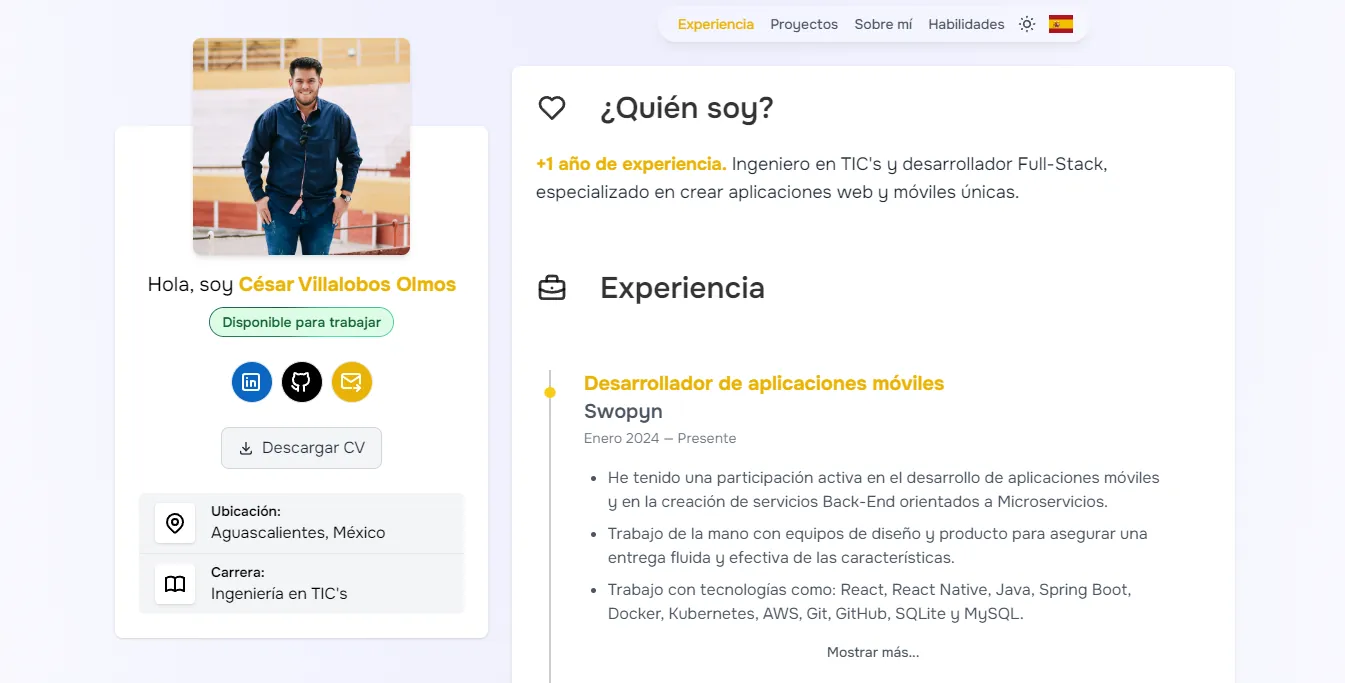 Experiencia Proyectos Sobre mí Habilidades
Hola, soy César Villalobos Olmos
Disponible para trabajar
in
Descargar CV
Ubicación:
Aguascalientes, México
Carrera:
Ingeniería en TIC's
¿Quién soy?
+1 año de experiencia. Ingeniero en TIC's y desarrollador Full-Stack,
especializado en crear aplicaciones web y móviles únicas.
Experiencia
Desarrollador de aplicaciones móviles
Swopyn
Enero 2024 — Presente
• He tenido una participación activa en el desarrollo de aplicaciones móviles
y en la creación de servicios Back-End orientados a Microservicios.
• Trabajo de la mano con equipos de diseño y producto para asegurar una
entrega fluida y efectiva de las características.
• Trabajo con tecnologías como: React, React Native, Java, Spring Boot,
Docker, Kubernetes, AWS, Git, GitHub, SQLite y MySQL.
Mostrar más...